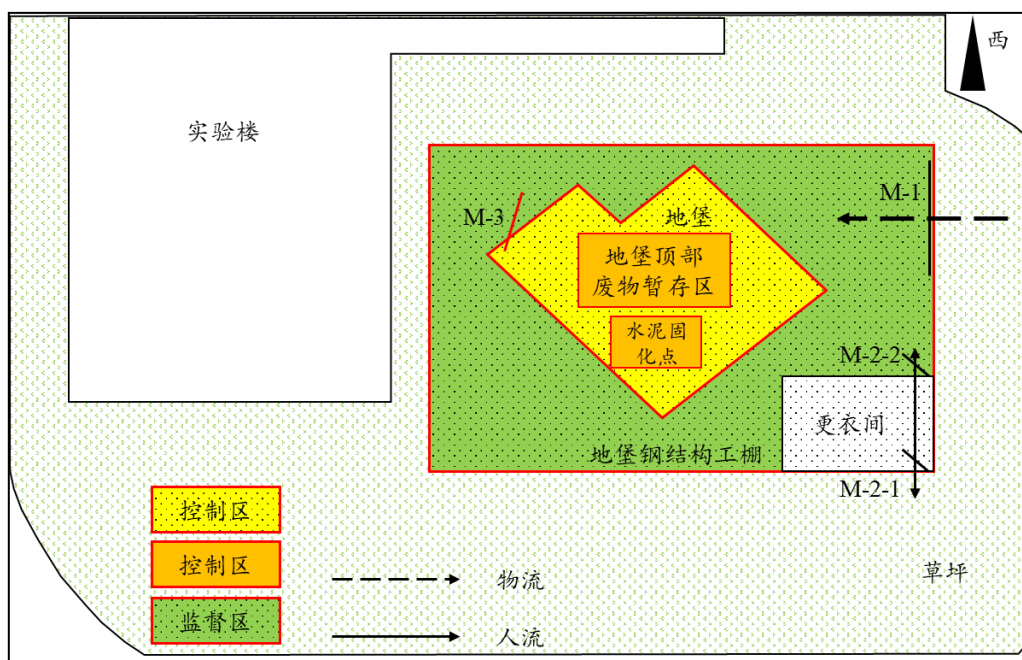 西
实验楼
M-1
M-3
地堡
地堡顶部
废物暂存区
水泥固
化点
M-2-2
更衣间
地堡钢结构工棚
M-2-1
控制区
控制区
物流
草坪
监督区
人流